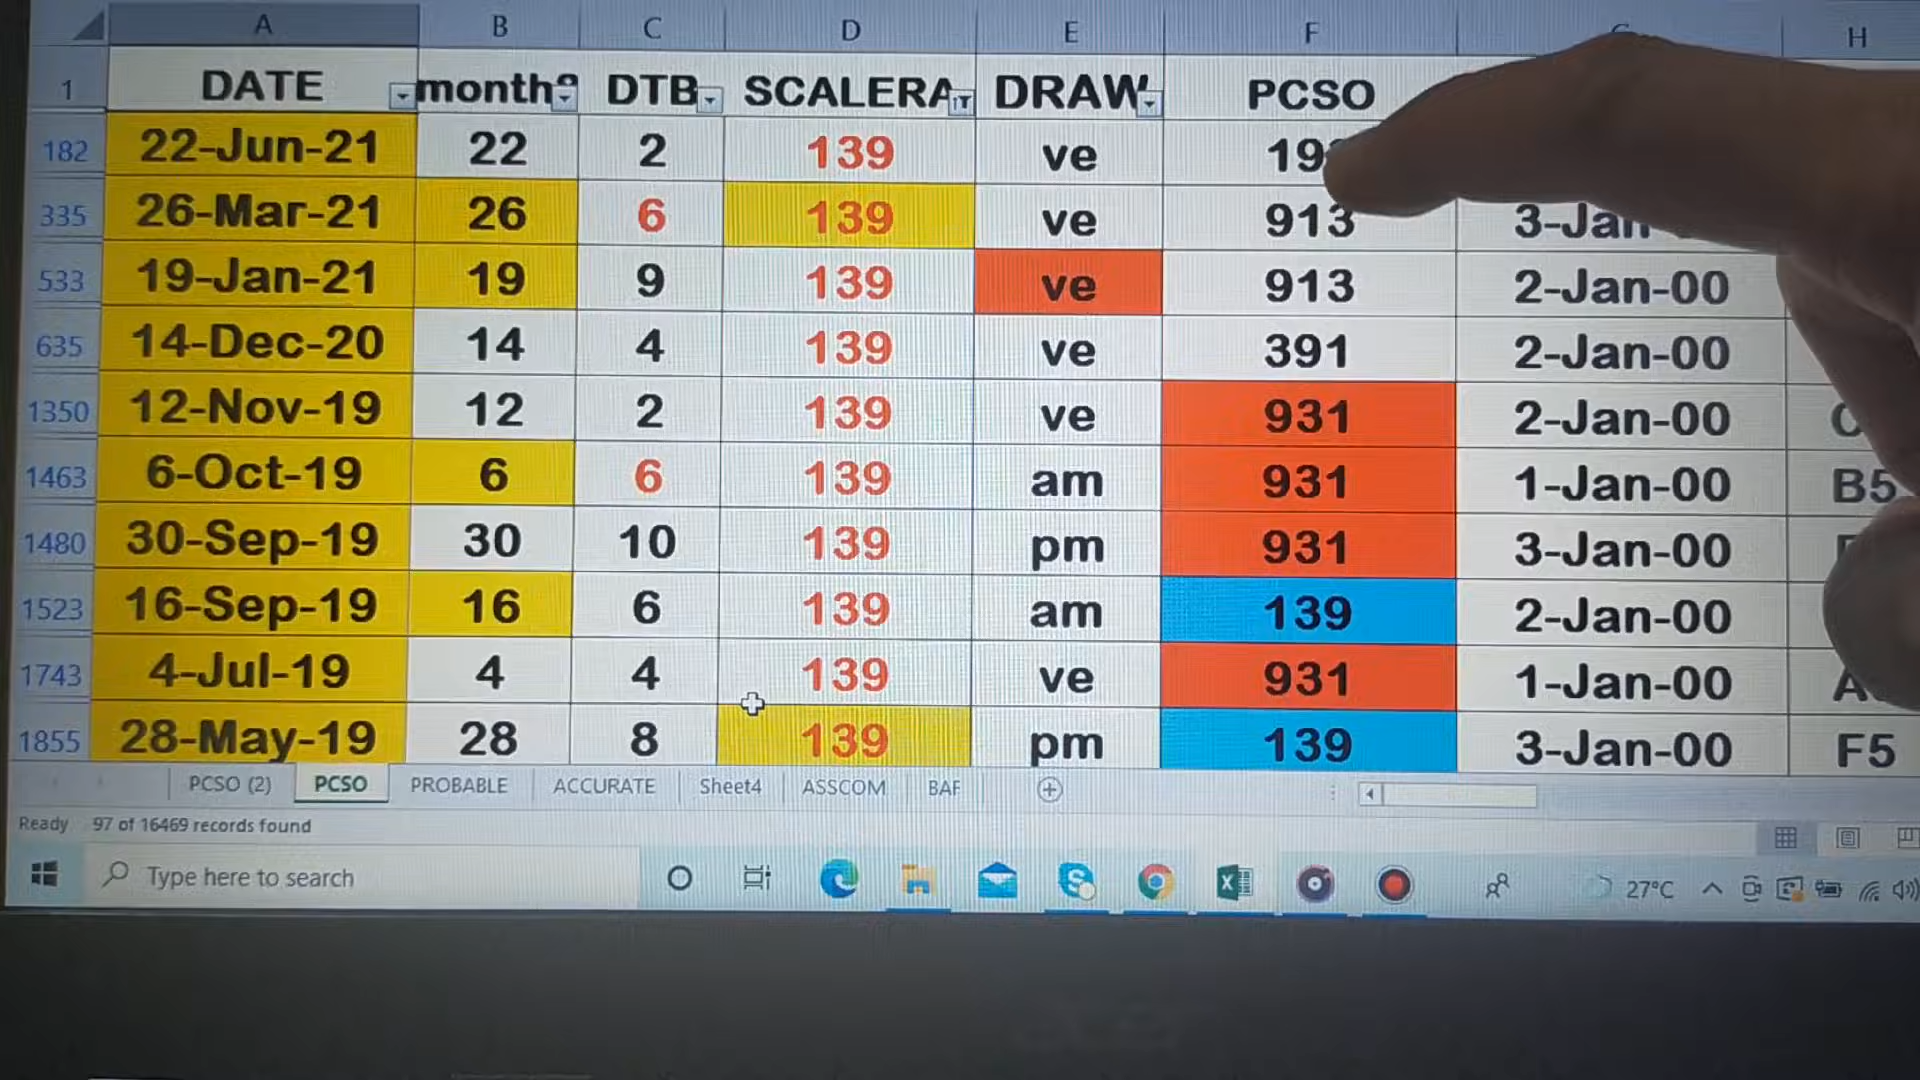 A B C D E F H
1 DATE month DTB SCALERA DRAW PCSO
182 22-Jun-21 22 2 139 ve
335 26-Mar-21 26 6 139 ve 913 3-Jan
533 19-Jan-21 19 9 139 ve 913 2-Jan-00
635 14-Dec-20 14 4 139 ve 391 2-Jan-00
1350 12-Nov-19 12 2 139 ve 931 2-Jan-00
1463 6-Oct-19 6 6 139 am 931 1-Jan-00 B5
1480 30-Sep-19 30 10 139 pm 931 3-Jan-00
1523 16-Sep-19 16 6 139 am 139 2-Jan-00
1743 4-Jul-19 4 4 139 ve 931 1-Jan-00
1855 28-May-19 28 8 139 pm 139 3-Jan-00 F5
PCSO (2) PCSO PROBABLE ACCURATE Sheet4 ASSCOM BAF
Ready 97 of 16469 records found
Type here to search 27°C